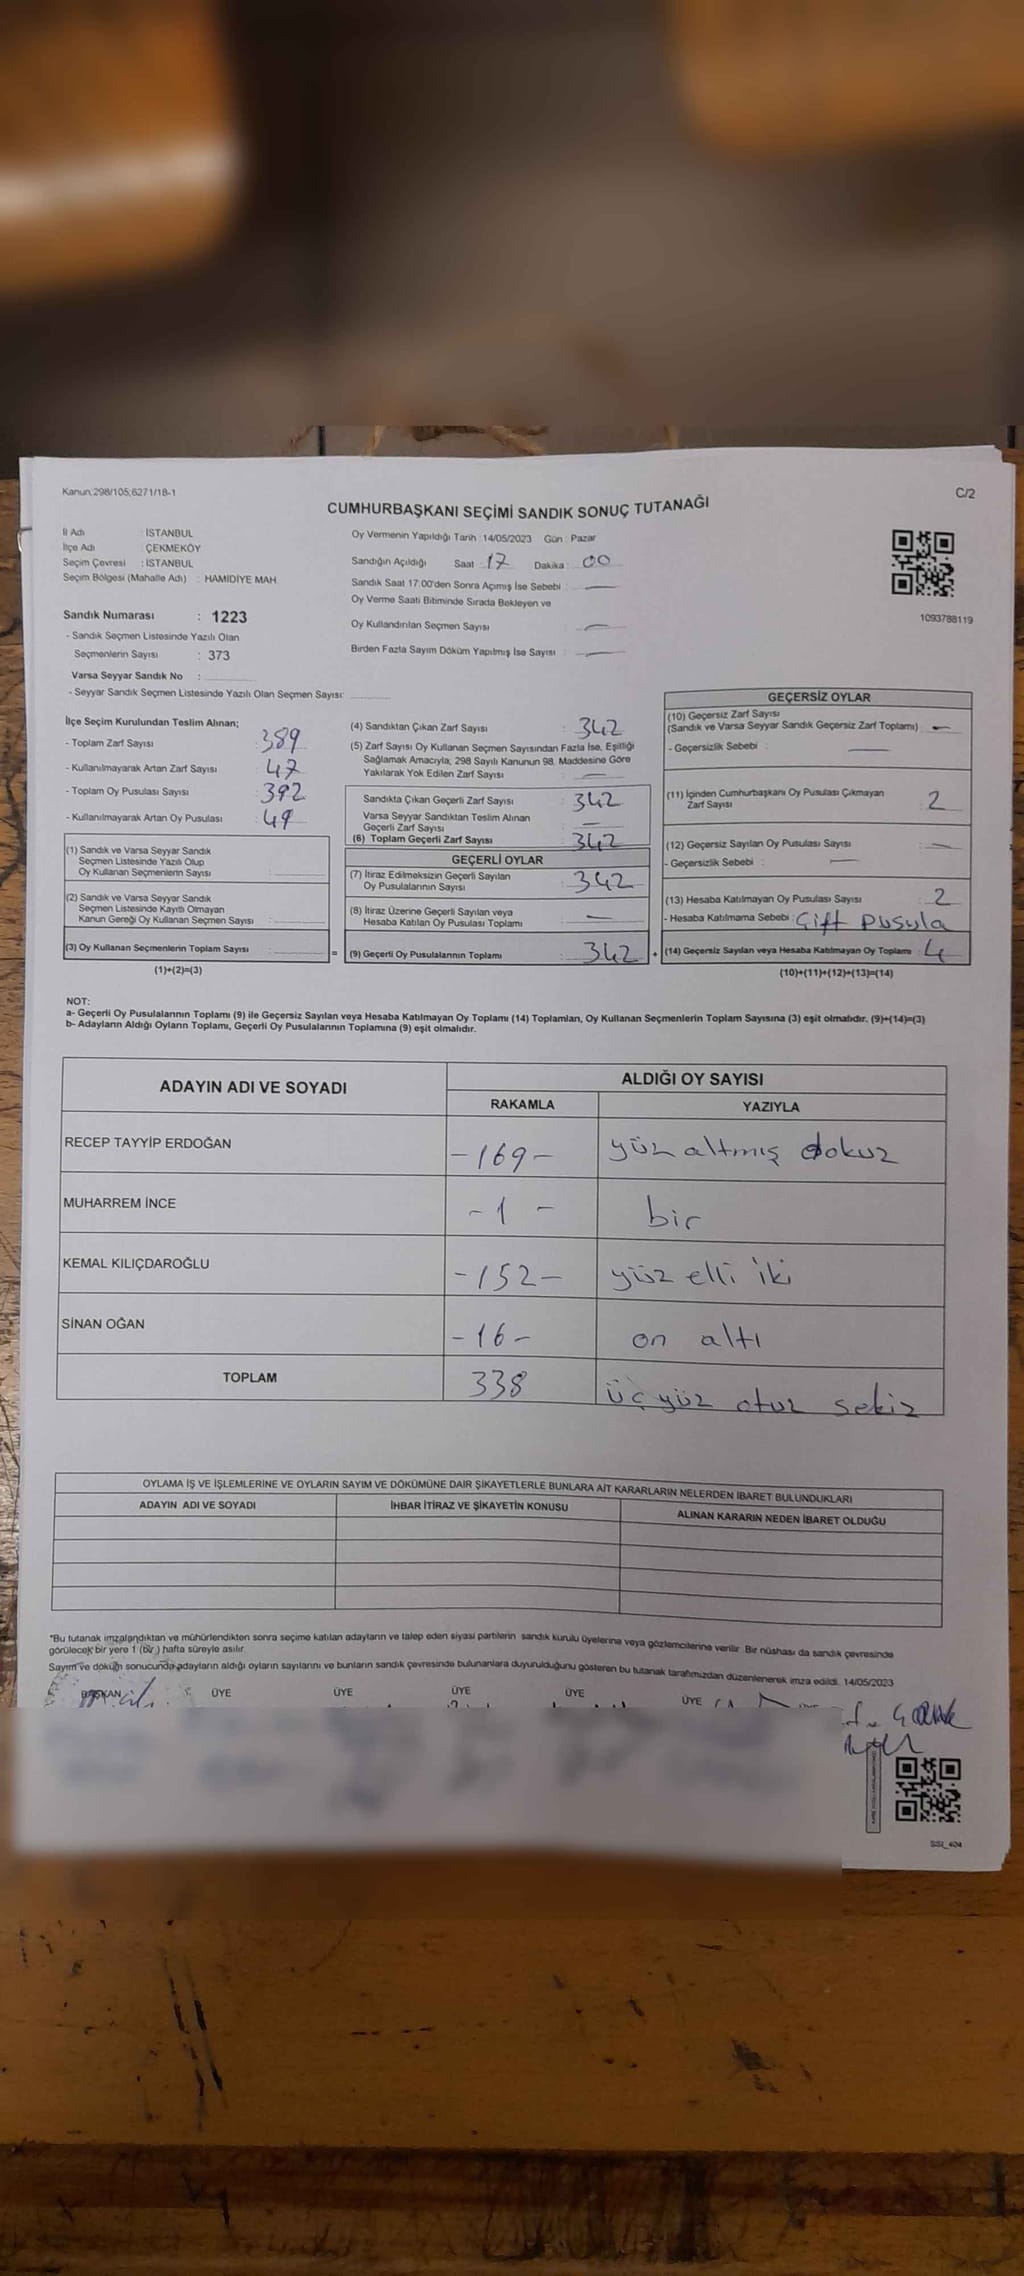 Kanun;298/105;6271/18-1
C/2
CUMHURBAŞKANI SEÇİMİ SANDIK SONUÇ TUTANAĞI
İl Adı : İSTANBUL
İlçe Adı : ÇEKMEKÖY
Seçim Çevresi : İSTANBUL
Seçim Bölgesi (Mahalle Adı) : HAMİDİYE MAH
Sandık Numarası : 1223
- Sandık Seçmen Listesinde Yazılı Olan
Seçmenlerin Sayısı : 373
Varsa Seyyar Sandık No :
- Seyyar Sandık Seçmen Listesinde Yazılı Olan Seçmen Sayısı:
Oy Vermenin Yapıldığı Tarih : 14/05/2023 Gün : Pazar
Sandığın Açıldığı Saat : 17 Dakika : 00
Sandık Saat 17:00'den Sonra Açımış İse Sebebi : —
Oy Verme Saati Bitiminde Sırada Bekleyen ve
Oy Kullandırılan Seçmen Sayısı : —
Birden Fazla Sayım Döküm Yapılmış İse Sayısı : —
1093788119
İlçe Seçim Kurulundan Teslim Alınan;
- Toplam Zarf Sayısı : 389
- Kullanılmayarak Artan Zarf Sayısı : 47
- Toplam Oy Pusulası Sayısı : 392
- Kullanılmayarak Artan Oy Pusulası : 49
(1) Sandık ve Varsa Seyyar Sandık
Seçmen Listesinde Yazılı Olup
Oy Kullanan Seçmenlerin Sayısı :
(2) Sandık ve Varsa Seyyar Sandık
Seçmen Listesinde Kayıtlı Olmayan
Kanun Gereği Oy Kullanan Seçmen Sayısı :
(3) Oy Kullanan Seçmenlerin Toplam Sayısı :
(1)+(2)=(3)
(4) Sandıktan Çıkan Zarf Sayısı : 342
(5) Zarf Sayısı Oy Kullanan Seçmen Sayısından Fazla İse, Eşitliği
Sağlamak Amacıyla; 298 Sayılı Kanunun 98. Maddesine Göre
Yakılarak Yok Edilen Zarf Sayısı : —
Sandıkta Çıkan Geçerli Zarf Sayısı : 342
Varsa Seyyar Sandıktan Teslim Alınan
Geçerli Zarf Sayısı : —
(6) Toplam Geçerli Zarf Sayısı : 342
GEÇERLİ OYLAR
(7) İtiraz Edilmeksizin Geçerli Sayılan
Oy Pusulalarının Sayısı : 342
(8) İtiraz Üzerine Geçerli Sayılan veya
Hesaba Katılan Oy Pusulası Toplamı : —
= (9) Geçerli Oy Pusulalarının Toplamı : 342
GEÇERSİZ OYLAR
(10) Geçersiz Zarf Sayısı
(Sandık ve Varsa Seyyar Sandık Geçersiz Zarf Toplamı) : —
- Geçersizlik Sebebi : —
(11) İçinden Cumhurbaşkanı Oy Pusulası Çıkmayan
Zarf Sayısı : 2
(12) Geçersiz Sayılan Oy Pusulası Sayısı : —
- Geçersizlik Sebebi : —
(13) Hesaba Katılmayan Oy Pusulası Sayısı : 2
- Hesaba Katılmama Sebebi : Çift pusula
+ (14) Geçersiz Sayılan veya Hesaba Katılmayan Oy Toplamı : 4
(10)+(11)+(12)+(13)=(14)
NOT:
a- Geçerli Oy Pusulalarının Toplamı (9) ile Geçersiz Sayılan veya Hesaba Katılmayan Oy Toplamı (14) Toplamları, Oy Kullanan Seçmenlerin Toplam Sayısına (3) eşit olmalıdır. (9)+(14)=(3)
b- Adayların Aldığı Oyların Toplamı, Geçerli Oy Pusulalarının Toplamına (9) eşit olmalıdır.
ADAYIN ADI VE SOYADI
ALDIĞI OY SAYISI
RAKAMLA YAZIYLA
RECEP TAYYİP ERDOĞAN -169- yüz altmış dokuz
MUHARREM İNCE -1- bir
KEMAL KILIÇDAROĞLU -152- yüz elli iki
SİNAN OĞAN -16- on altı
TOPLAM 338 üç yüz otuz sekiz
OYLAMA İŞ VE İŞLEMLERİNE VE OYLARIN SAYIM VE DÖKÜMÜNE DAİR ŞİKAYETLERLE BUNLARA AİT KARARLARIN NELERDEN İBARET BULUNDUKLARI
ADAYIN ADI VE SOYADI İHBAR İTİRAZ VE ŞİKAYETİN KONUSU ALINAN KARARIN NEDEN İBARET OLDUĞU
*Bu tutanak imzalandıktan ve mühürlendikten sonra seçime katılan adayların ve talep eden siyasi partilerin sandık kurulu üyelerine veya gözlemcilerine verilir. Bir nüshası da sandık çevresinde
görülecek bir yere 1 (bir) hafta süreyle asılır.
Sayım ve döküm sonucunda adayların aldığı oyların sayılarını ve bunların sandık çevresinde bulunanlara duyurulduğunu gösteren bu tutanak tarafımızdan düzenlenerek imza edildi. 14/05/2023
BAŞKAN ÜYE ÜYE ÜYE ÜYE ÜYE
SSİ_404